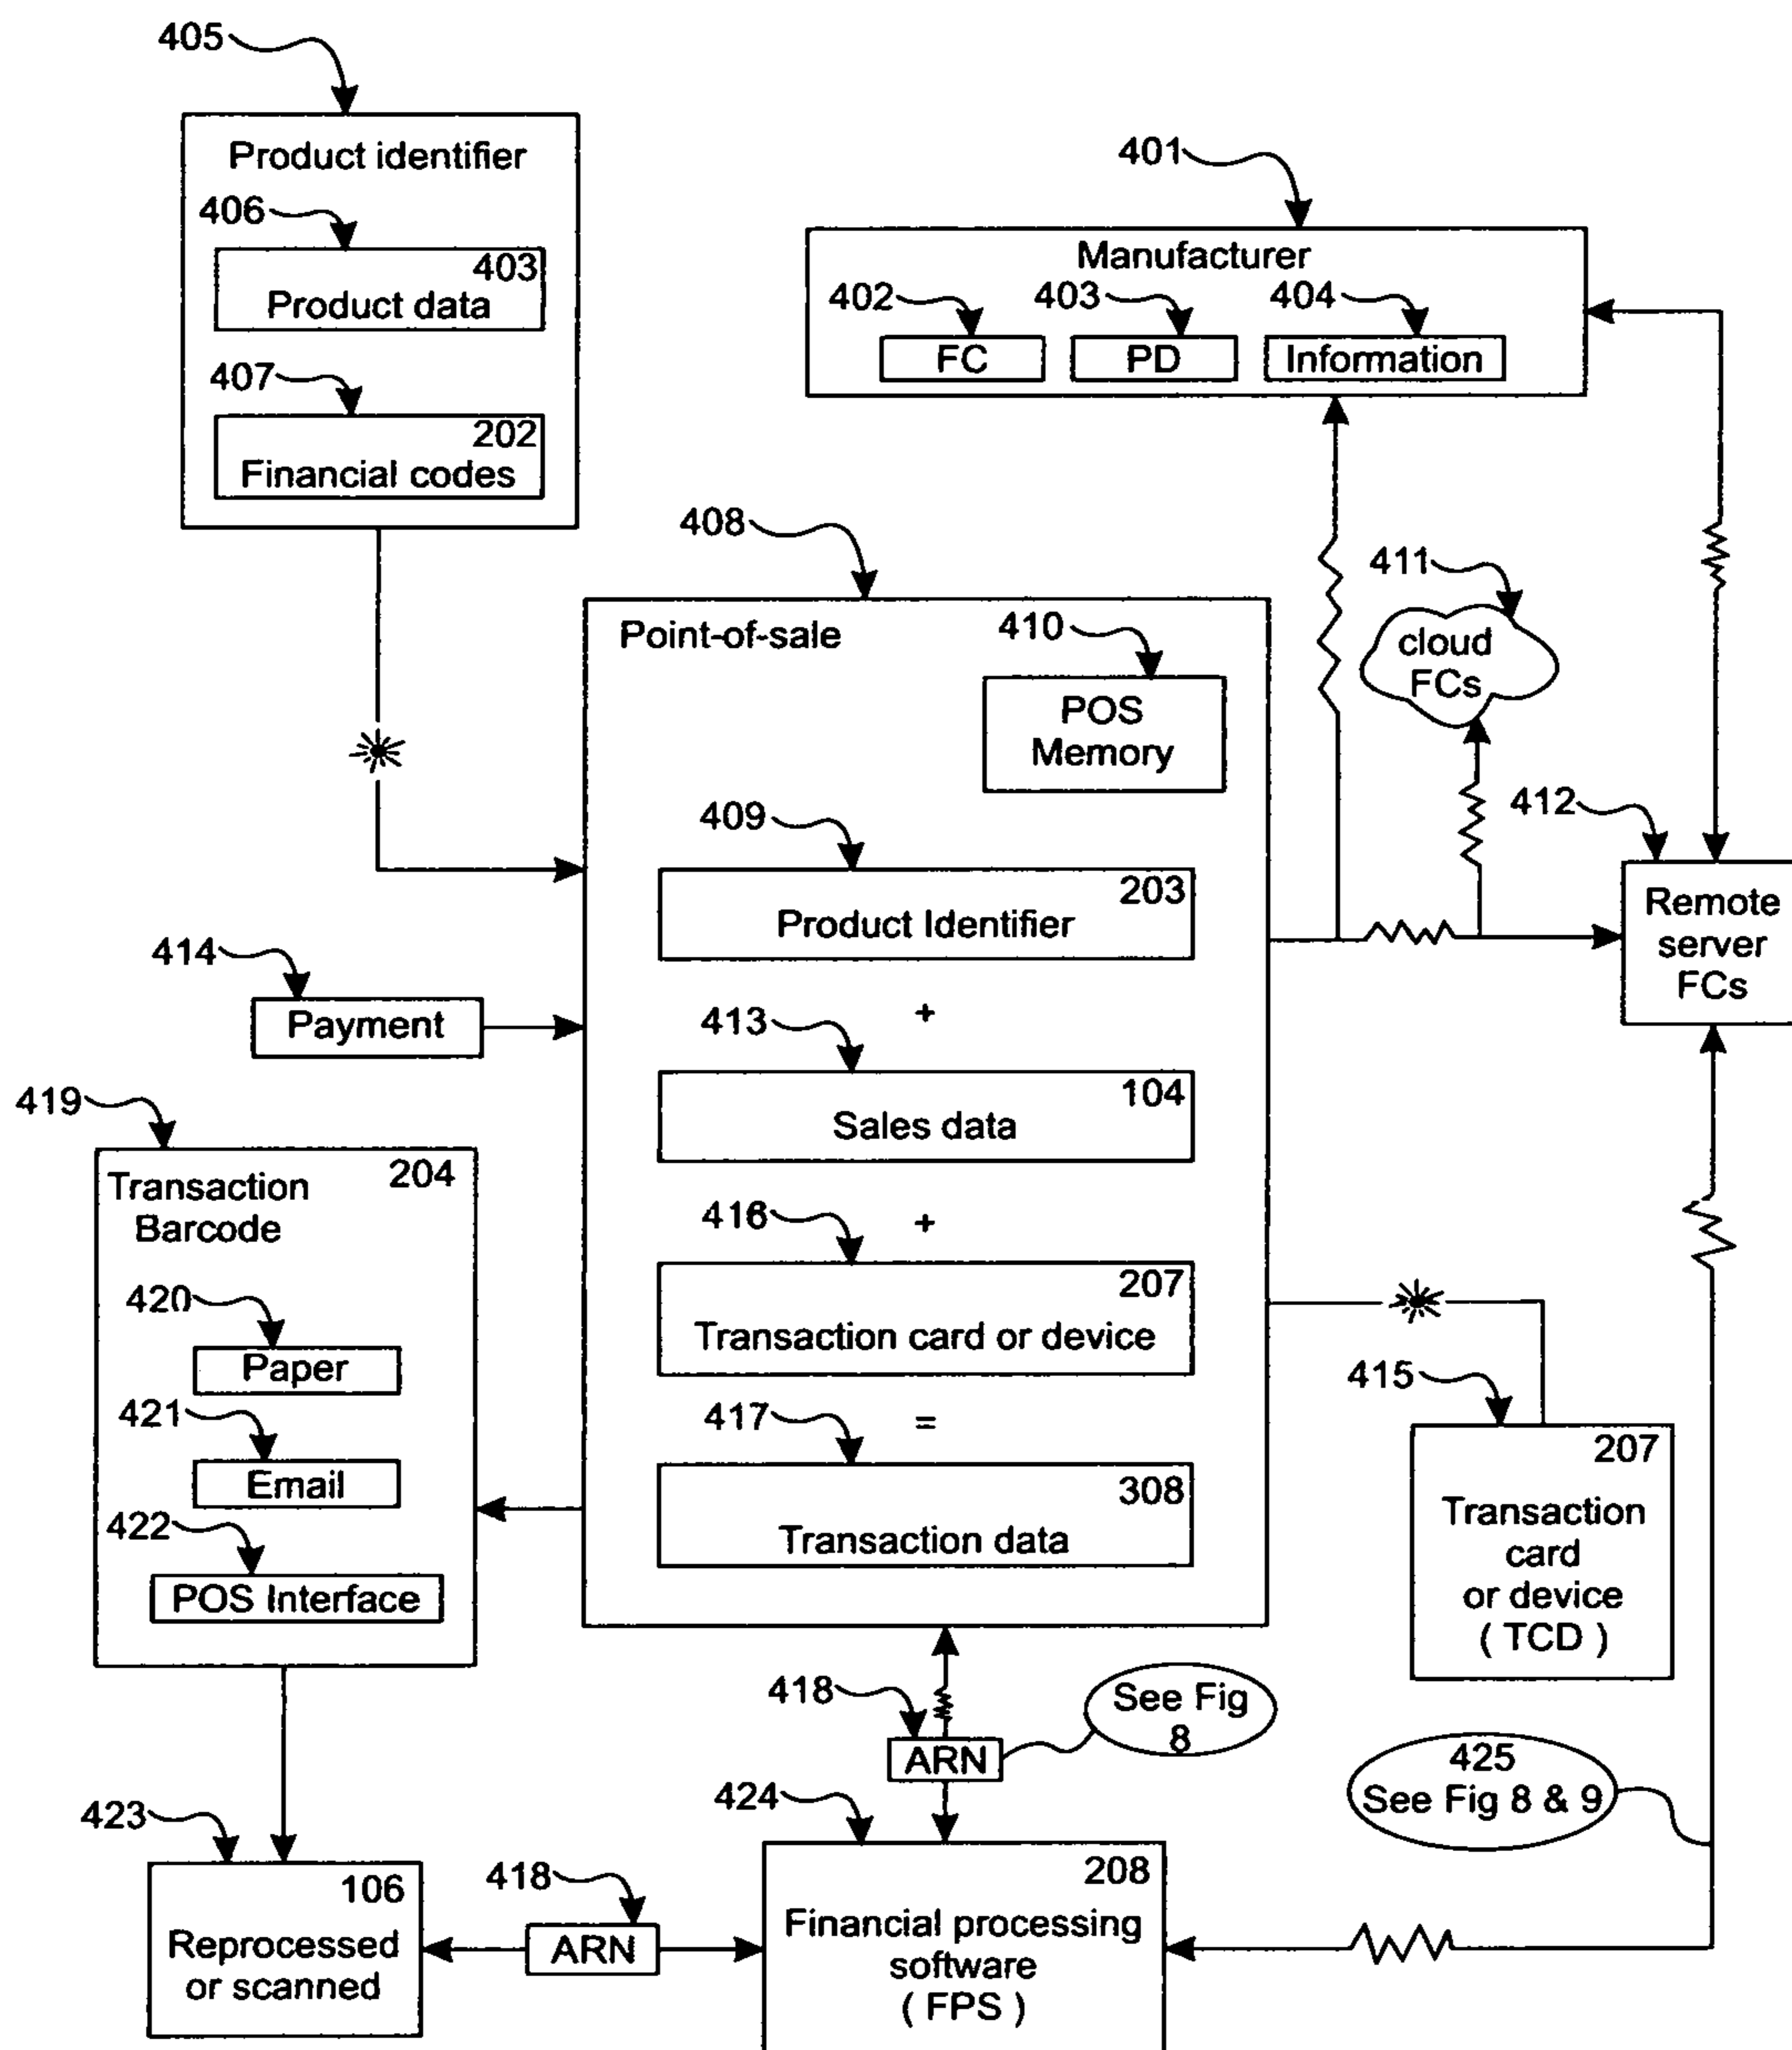 405
Product identifier
406
403
Product data
407
202
Financial codes
401
Manufacturer
402
403
404
FC
PD
Information
408
Point-of-sale
410
POS
Memory
411
cloud
FCs
412
Remote
server
FCs
409
203
Product Identifier
+
414
Payment
413
104
Sales data
+
416
207
Transaction card or device
=
417
308
Transaction data
415
207
Transaction
card
or device
( TCD )
419
204
Transaction
Barcode
420
Paper
421
Email
422
POS Interface
418
ARN
See Fig
8
425
See Fig 8 & 9
423
106
Reprocessed
or scanned
418
ARN
424
208
Financial processing
software
( FPS )